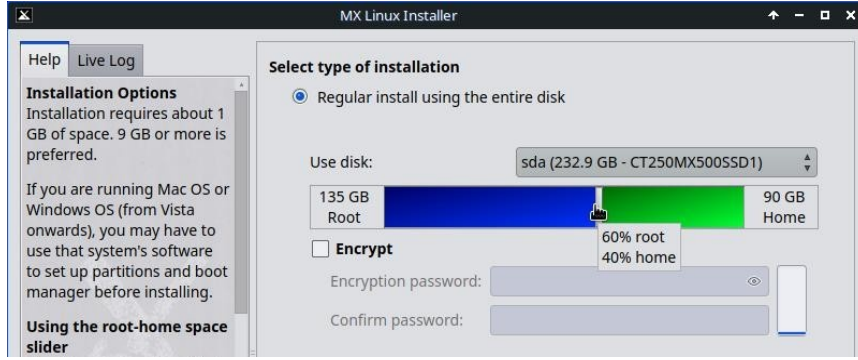 MX Linux Installer
Help
Live Log
Installation Options
Installation requires about 1
GB of space. 9 GB or more is
preferred.
If you are running Mac OS or
Windows OS (from Vista
onwards), you may have to
use that system's software
to set up partitions and boot
manager before installing.
Using the root-home space
slider
Select type of installation
Regular install using the entire disk
Use disk:
sda (232.9 GB - CT250MX500SSD1)
135 GB
Root
90 GB
Home
60% root
40% home
Encrypt
Encryption password:
Confirm password: